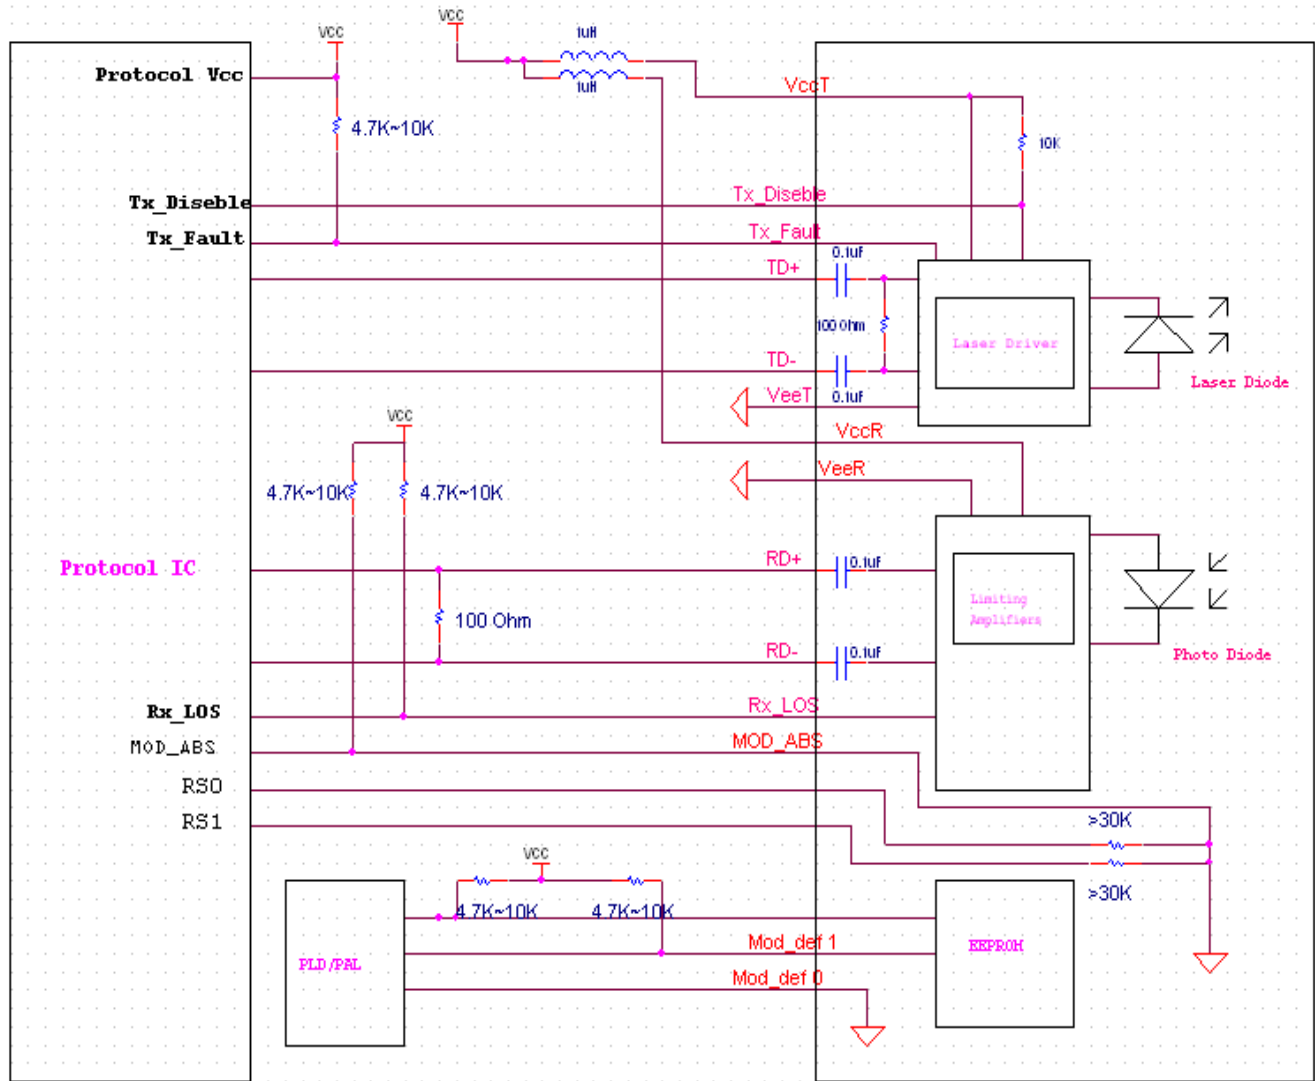 VCC
VCC
1uH
1uH
Protocol Vcc
VccT
4.7K~10K
10K
Tx_Diseble
Tx_Diseble
Tx_Fault
Tx_Fault
0.1uF
TD+
100 Ohm
Laser Driver
TD-
Laser Diode
VeeT
0.1uF
VCC
VccR
VeeR
4.7K~10K
4.7K~10K
Protocol IC
RD+
0.1uF
Limiting
Amplifiers
100 Ohm
RD-
0.1uF
Photo Diode
Rx_LOS
Rx_LOS
MOD_ABS
MOD_ABS
RS0
RS1
>30K
VCC
>30K
4.7K~10K
4.7K~10K
Mod_def 1
EEPROM
PLD/PAL
Mod_def 0